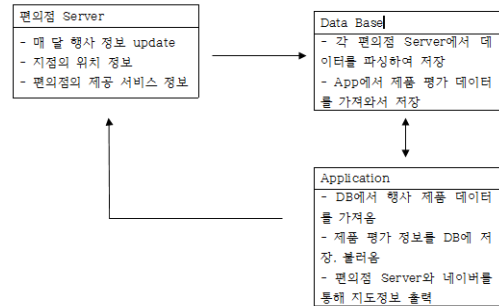 편의점 Server
- 매 달 행사 정보 update
- 지점의 위치 정보
- 편의점의 제공 서비스 정보
Data Base
- 각 편의점 Server에서 데
이터를 파싱하여 저장
- App에서 제품 평가 데이터
를 가져와서 저장
Application
- DB에서 행사 제품 데이터
를 가져옴
- 제품 평가 정보를 DB에 저
장, 불러옴
- 편의점 Server와 네이버를
통해 지도정보 출력